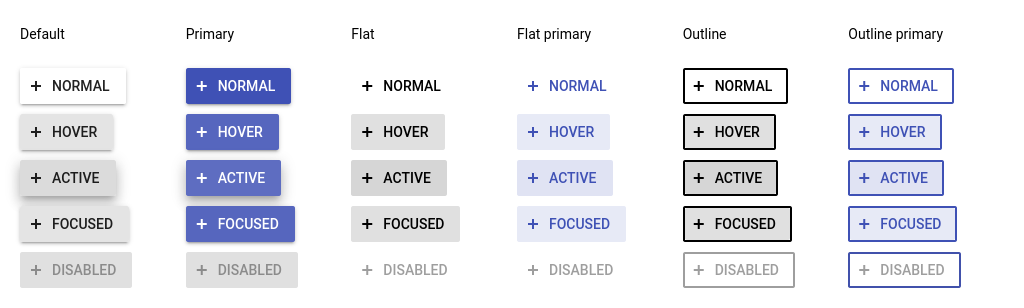 Default Primary Flat Flat primary Outline Outline primary
+ NORMAL + NORMAL + NORMAL + NORMAL + NORMAL + NORMAL
+ HOVER + HOVER + HOVER + HOVER + HOVER + HOVER
+ ACTIVE + ACTIVE + ACTIVE + ACTIVE + ACTIVE + ACTIVE
+ FOCUSED + FOCUSED + FOCUSED + FOCUSED + FOCUSED + FOCUSED
+ DISABLED + DISABLED + DISABLED + DISABLED + DISABLED + DISABLED